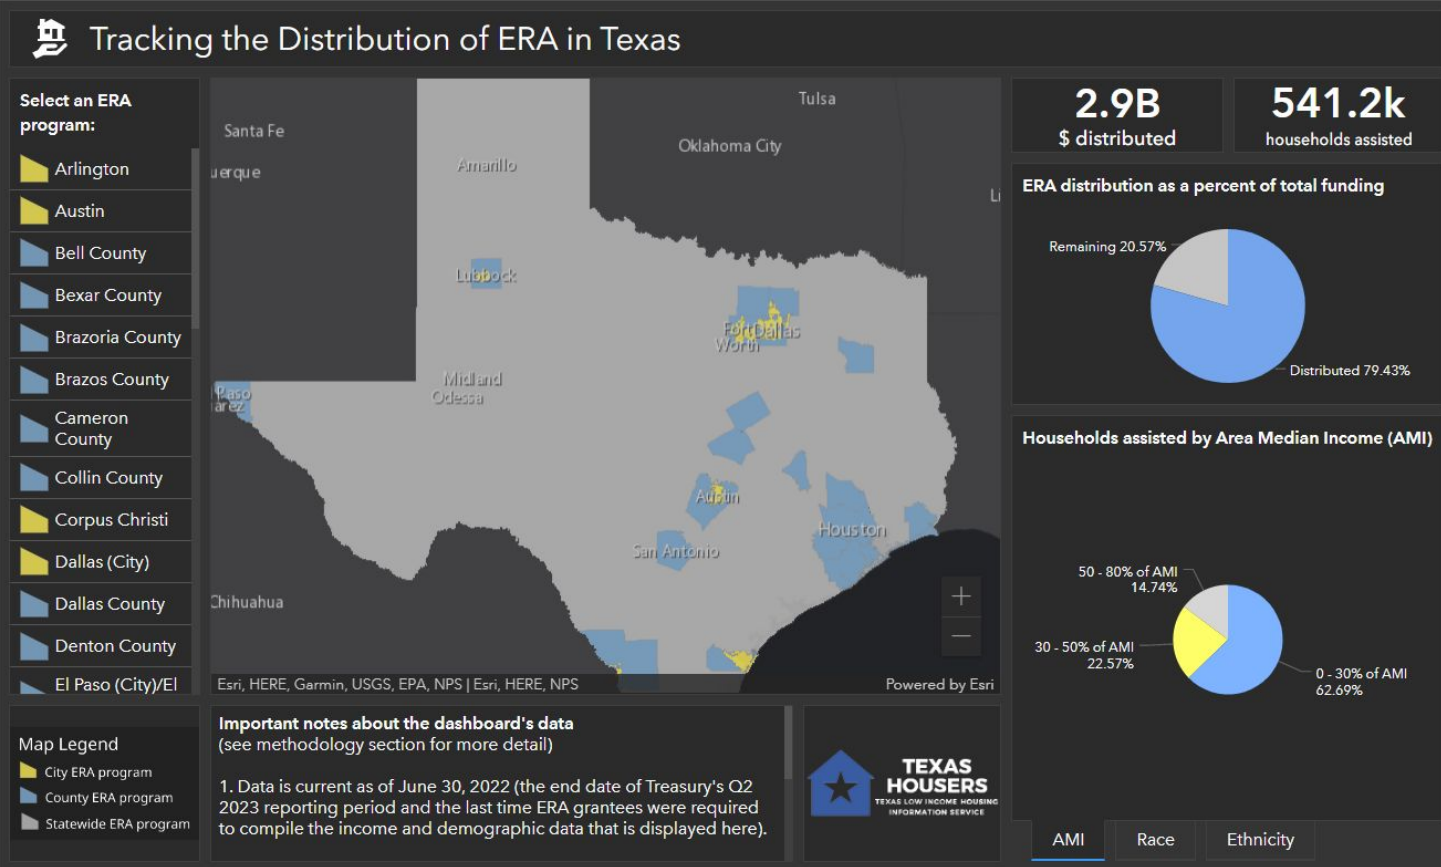 Tracking the Distribution of ERA in Texas
Select an ERA
program:
Arlington
Austin
Bell County
Bexar County
Brazoria County
Brazos County
Cameron
County
Collin County
Corpus Christi
Dallas (City)
Dallas County
Denton County
El Paso (City)/El
Map Legend
City ERA program
County ERA program
Statewide ERA program
Tulsa
Santa Fe
Oklahoma City
Amarillo
uerque
Li
Lubbock
Fort
Dallas
Worth
Midland
Odessa
Paso
arez
Austin
Houston
San Antonio
Chihuahua
+
−
Esri, HERE, Garmin, USGS, EPA, NPS | Esri, HERE, NPS
Powered by Esri
Important notes about the dashboard's data
(see methodology section for more detail)
1. Data is current as of June 30, 2022 (the end date of Treasury's Q2
2023 reporting period and the last time ERA grantees were required
to compile the income and demographic data that is displayed here).
TEXAS
HOUSERS
TEXAS LOW INCOME HOUSING
INFORMATION SERVICE
2.9B
$ distributed
541.2k
households assisted
ERA distribution as a percent of total funding
Remaining 20.57%
Distributed 79.43%
Households assisted by Area Median Income (AMI)
50 - 80% of AMI
14.74%
30 - 50% of AMI
22.57%
0 - 30% of AMI
62.69%
AMI
Race
Ethnicity